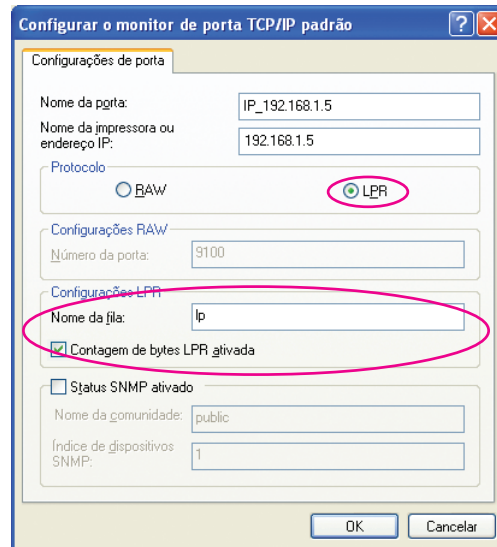 Configurar o monitor de porta TCP/IP padrão
Configurações de porta
Nome da porta: IP_192.168.1.5
Nome da impressora ou
endereço IP: 192.168.1.5
Protocolo
RAW LPR
Configurações RAW
Número da porta: 9100
Configurações LPR
Nome da fila: lp
Contagem de bytes LPR ativada
Status SNMP ativado
Nome da comunidade: public
Índice de dispositivos
SNMP: 1
OK Cancelar